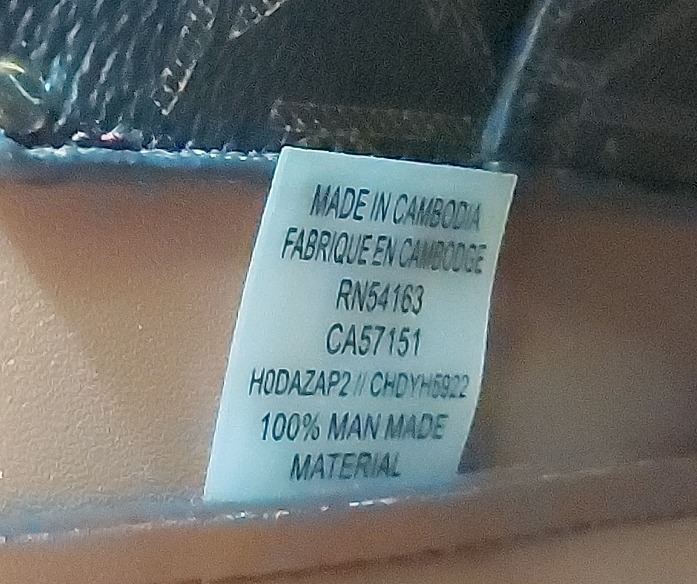 MADE IN CAMBODIA
FABRIQUE EN CAMBODGE
RN54163
CA57151
H0DAZAP2 // CHDYH5922
100% MAN MADE
MATERIAL